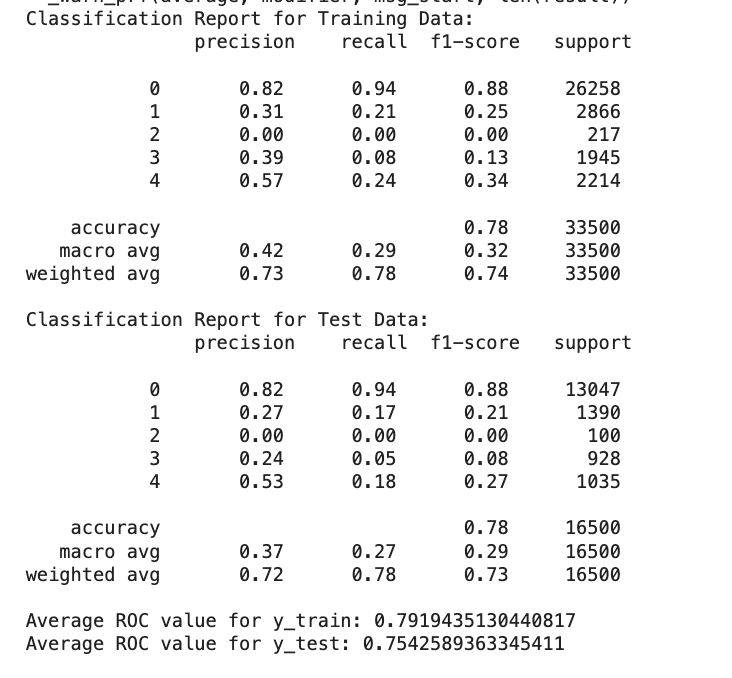 _warn_prf(average, modifier, msg_start, len(result))
Classification Report for Training Data:
precision recall f1-score support
0 0.82 0.94 0.88 26258
1 0.31 0.21 0.25 2866
2 0.00 0.00 0.00 217
3 0.39 0.08 0.13 1945
4 0.57 0.24 0.34 2214
accuracy 0.78 33500
macro avg 0.42 0.29 0.32 33500
weighted avg 0.73 0.78 0.74 33500
Classification Report for Test Data:
precision recall f1-score support
0 0.82 0.94 0.88 13047
1 0.27 0.17 0.21 1390
2 0.00 0.00 0.00 100
3 0.24 0.05 0.08 928
4 0.53 0.18 0.27 1035
accuracy 0.78 16500
macro avg 0.37 0.27 0.29 16500
weighted avg 0.72 0.78 0.73 16500
Average ROC value for y_train: 0.7919435130440817
Average ROC value for y_test: 0.7542589363345411